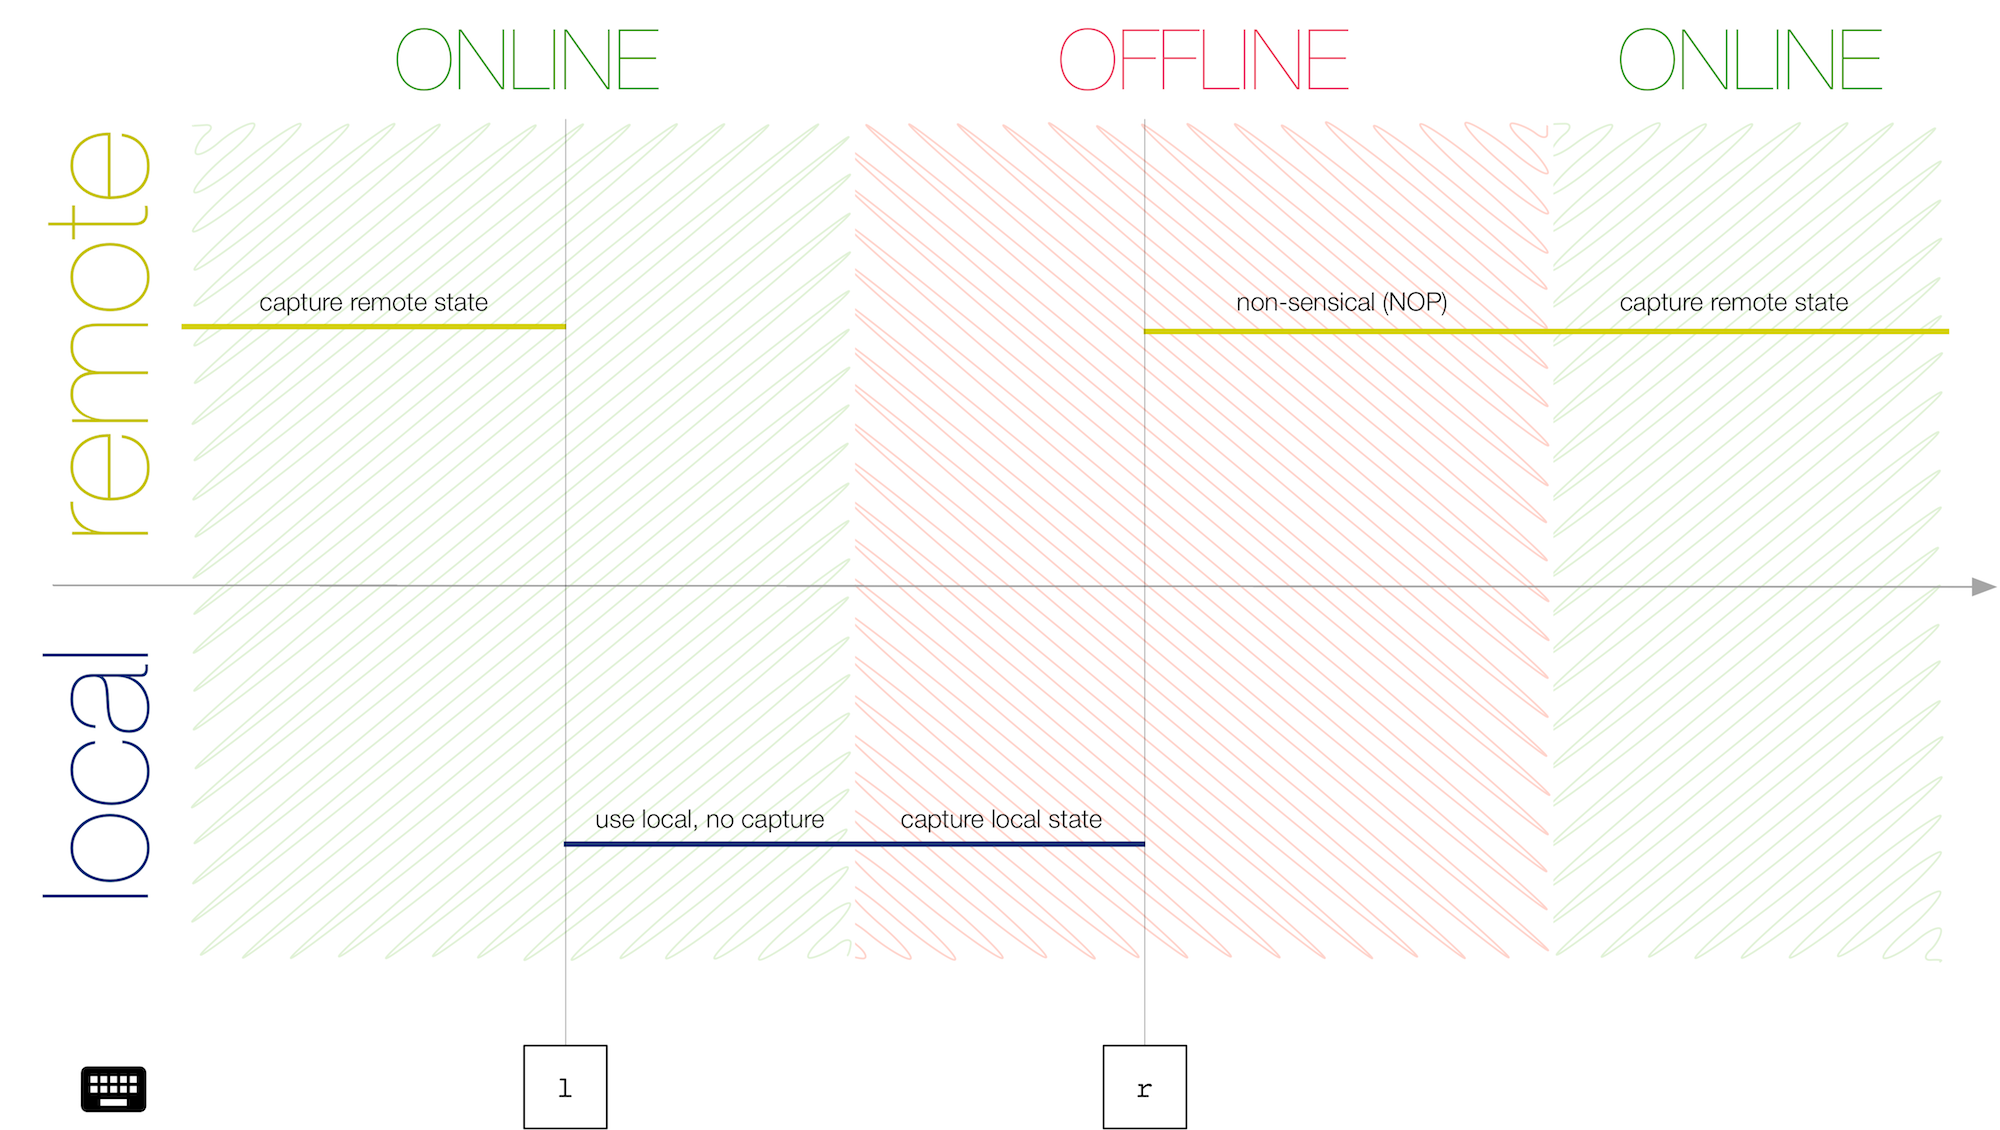 ONLINE
OFFLINE
ONLINE
remote
capture remote state
non-sensical (NOP)
capture remote state
local
use local, no capture
capture local state
l
r